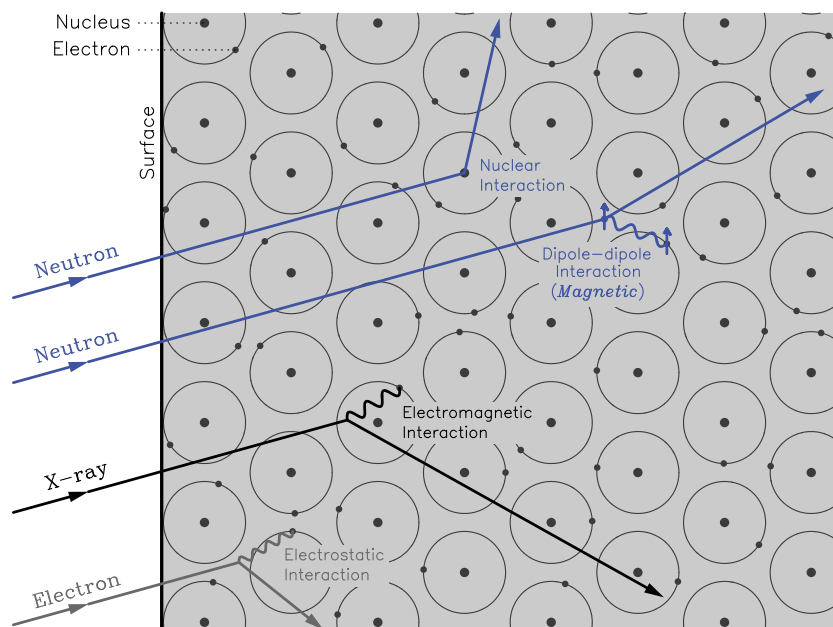 Nucleus
Electron
Surface
Nuclear
Interaction
Neutron
Dipole-dipole
Interaction
(Magnetic)
Neutron
Electromagnetic
Interaction
X-ray
Electrostatic
Interaction
Electron